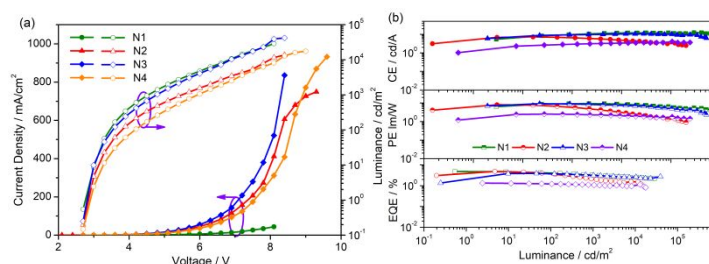 (a)
1000
800
600
400
200
0
Current Density / mA/cm²
2
4
6
8
10
Voltage / V
N1
N2
N3
N4
10⁵
10⁴
10³
10²
10¹
10⁰
10⁻¹
Luminance / cd/m²
(b)
CE / cd/A
10⁰
PE lm/W
10⁰
N1 N2 N3 N4
EQE / %
10⁰
10⁻¹ 10⁰ 10¹ 10² 10³ 10⁴ 10⁵
Luminance / cd/m²